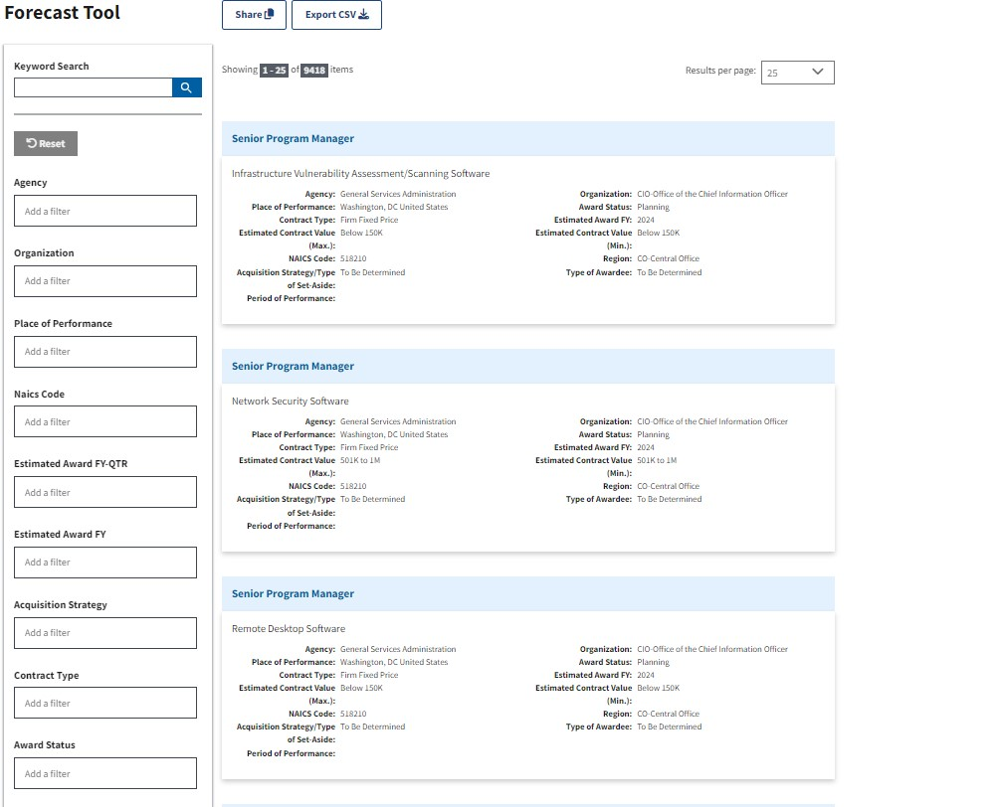 Forecast Tool
Share
Export CSV
Keyword Search
Reset
Agency
Add a filter
Organization
Add a filter
Place of Performance
Add a filter
Naics Code
Add a filter
Estimated Award FY-QTR
Add a filter
Estimated Award FY
Add a filter
Acquisition Strategy
Add a filter
Contract Type
Add a filter
Award Status
Add a filter
Showing 1 - 25 of 9418 items
Results per page: 25
Senior Program Manager
Infrastructure Vulnerability Assessment/Scanning Software
Agency: General Services Administration
Place of Performance: Washington, DC United States
Contract Type: Firm Fixed Price
Estimated Contract Value Below 150K
(Max.):
NAICS Code: 518210
Acquisition Strategy/Type To Be Determined
of Set-Aside:
Period of Performance:
Organization: CIO-Office of the Chief Information Officer
Award Status: Planning
Estimated Award FY: 2024
Estimated Contract Value Below 150K
(Min.):
Region: CO-Central Office
Type of Awardee: To Be Determined
Senior Program Manager
Network Security Software
Agency: General Services Administration
Place of Performance: Washington, DC United States
Contract Type: Firm Fixed Price
Estimated Contract Value 501K to 1M
(Max.):
NAICS Code: 518210
Acquisition Strategy/Type To Be Determined
of Set-Aside:
Period of Performance:
Organization: CIO-Office of the Chief Information Officer
Award Status: Planning
Estimated Award FY: 2024
Estimated Contract Value 501K to 1M
(Min.):
Region: CO-Central Office
Type of Awardee: To Be Determined
Senior Program Manager
Remote Desktop Software
Agency: General Services Administration
Place of Performance: Washington, DC United States
Contract Type: Firm Fixed Price
Estimated Contract Value Below 150K
(Max.):
NAICS Code: 518210
Acquisition Strategy/Type To Be Determined
of Set-Aside:
Period of Performance:
Organization: CIO-Office of the Chief Information Officer
Award Status: Planning
Estimated Award FY: 2024
Estimated Contract Value Below 150K
(Min.):
Region: CO-Central Office
Type of Awardee: To Be Determined